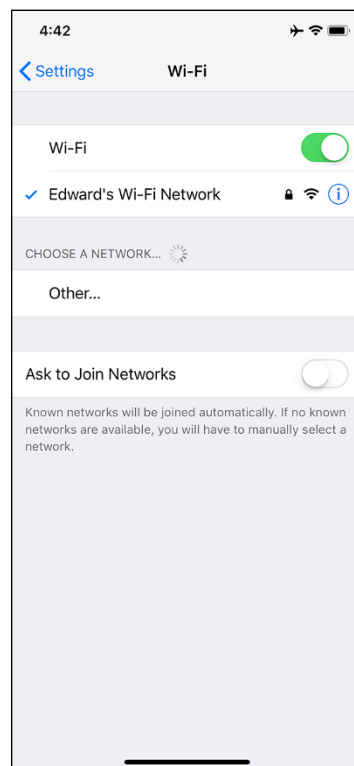 4:42
Settings
Wi-Fi
Wi-Fi
Edward's Wi-Fi Network
CHOOSE A NETWORK...
Other...
Ask to Join Networks
Known networks will be joined automatically. If no known
networks are available, you will have to manually select a
network.